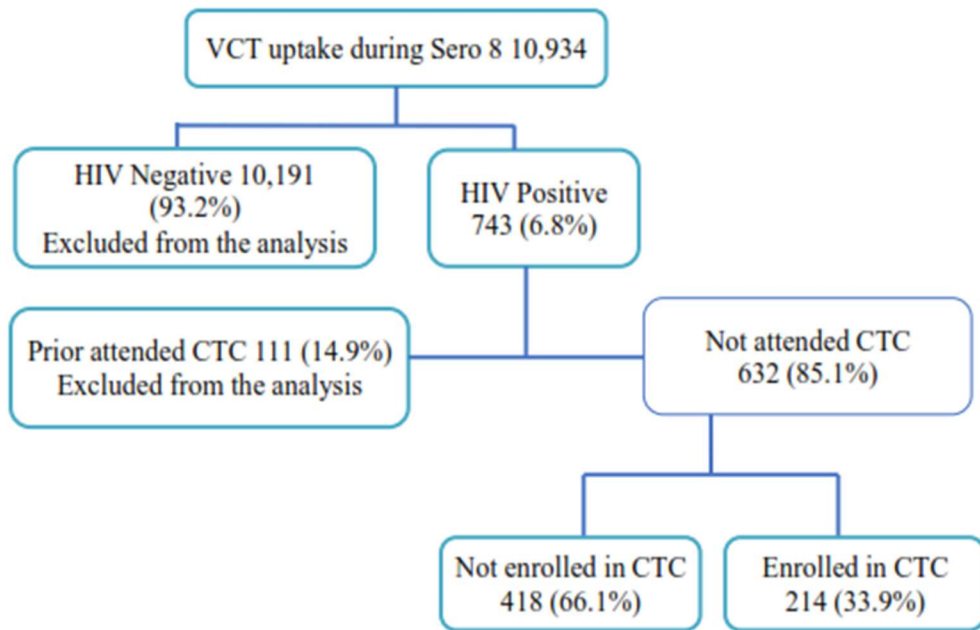 VCT uptake during Sero 8 10,934
HIV Negative 10,191
(93.2%)
Excluded from the analysis
HIV Positive
743 (6.8%)
Prior attended CTC 111 (14.9%)
Excluded from the analysis
Not attended CTC
632 (85.1%)
Not enrolled in CTC
418 (66.1%)
Enrolled in CTC
214 (33.9%)